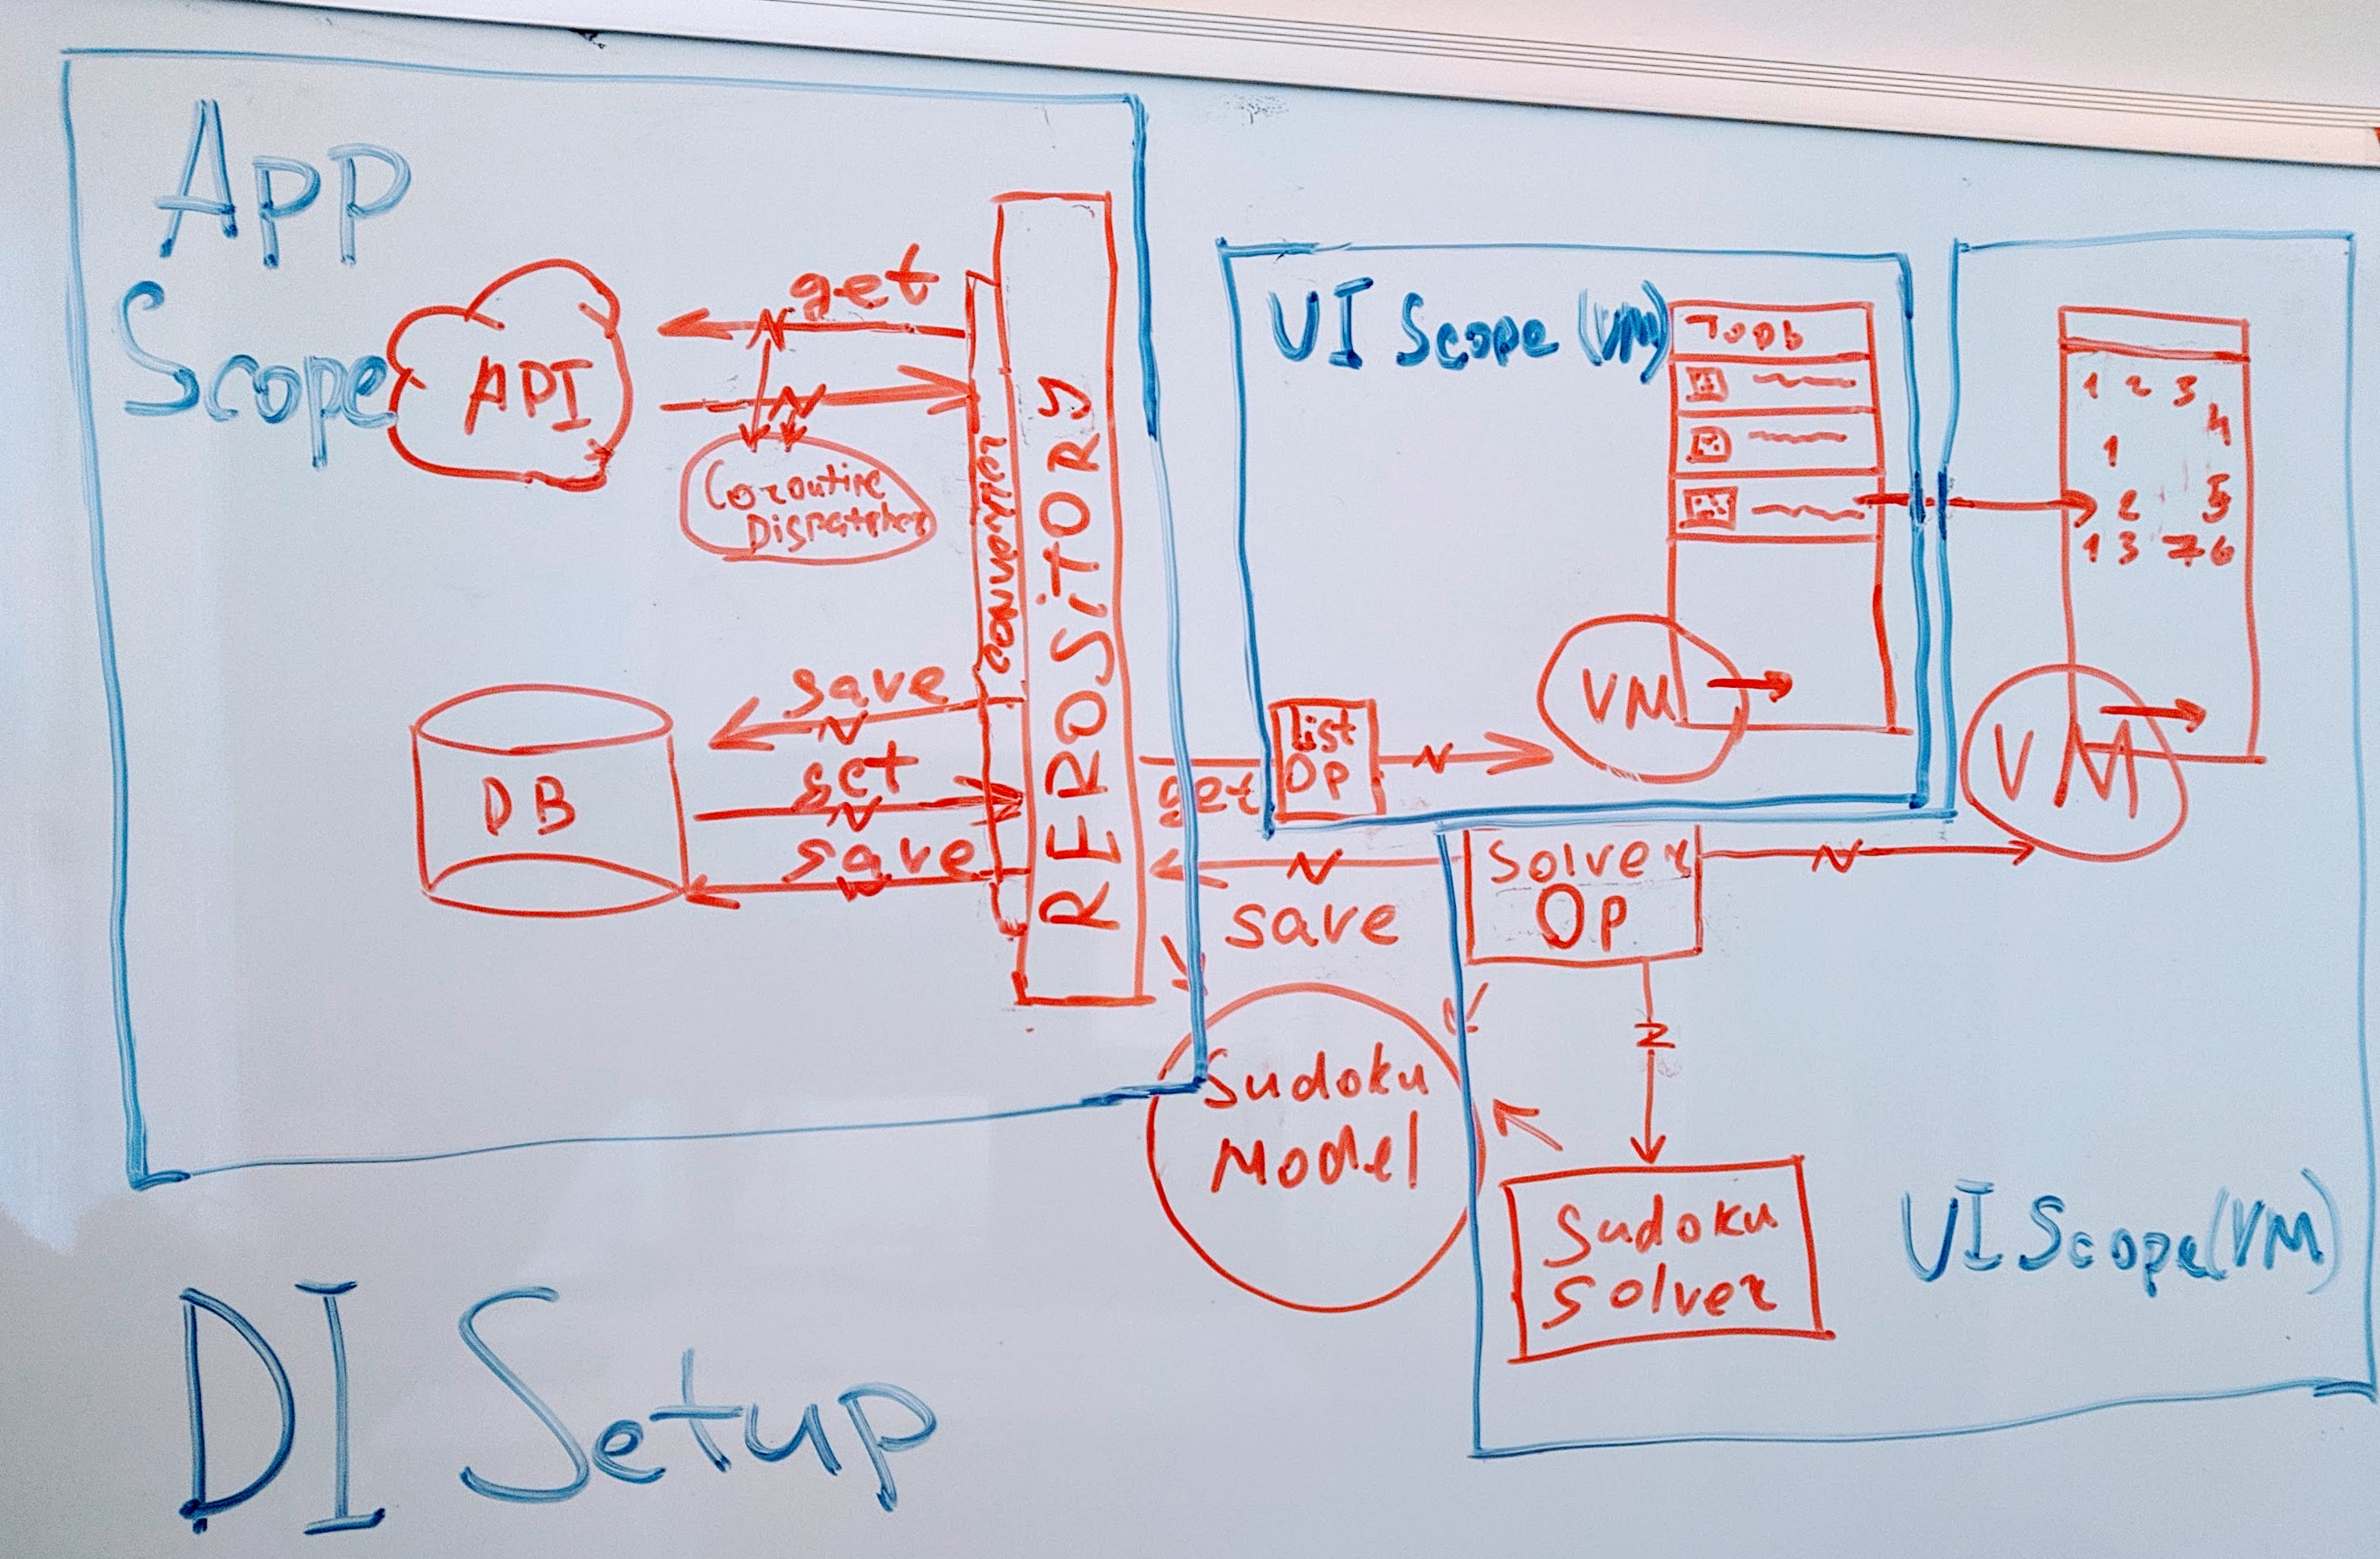 App
Scope
API
get
Coroutine
Dispatcher
converter
REPOSITORY
save
DB
get
save
get
list
Op
UI Scope (VM)
VM
1 2 3
4
1
2 5
1 3 7 6
VM
Solver
Op
save
Sudoku
Model
Sudoku
Solver
UI Scope (VM)
DI Setup